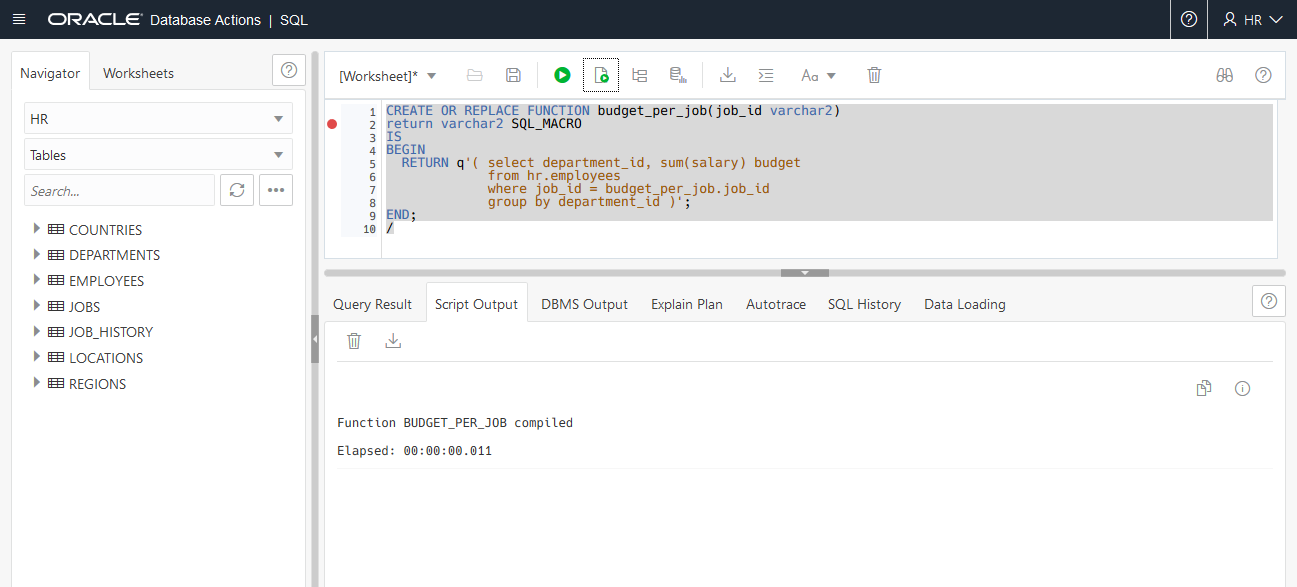 ORACLE Database Actions | SQL
HR
Navigator
Worksheets
HR
Tables
Search...
COUNTRIES
DEPARTMENTS
EMPLOYEES
JOBS
JOB_HISTORY
LOCATIONS
REGIONS
[Worksheet]*
Aa
1 CREATE OR REPLACE FUNCTION budget_per_job(job_id varchar2)
2 return varchar2 SQL_MACRO
3 IS
4 BEGIN
5 RETURN q'( select department_id, sum(salary) budget
6 from hr.employees
7 where job_id = budget_per_job.job_id
8 group by department_id )';
9 END;
10 /
Query Result
Script Output
DBMS Output
Explain Plan
Autotrace
SQL History
Data Loading
Function BUDGET_PER_JOB compiled
Elapsed: 00:00:00.011